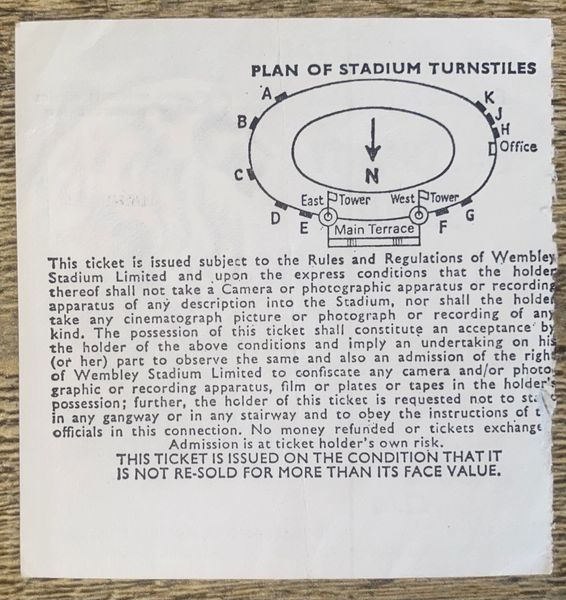 PLAN OF STADIUM TURNSTILES
A
K
J
B
H
Office
C
N
East Tower
West Tower
D
E
F
G
Main Terrace
This ticket is issued subject to the Rules and Regulations of Wembley
Stadium Limited and upon the express conditions that the holder
thereof shall not take a Camera or photographic apparatus or recording
apparatus of any description into the Stadium, nor shall the holder
take any cinematograph picture or photograph or recording of any
kind. The possession of this ticket shall constitute an acceptance by
the holder of the above conditions and imply an undertaking on his
(or her) part to observe the same and also an admission of the righ
of Wembley Stadium Limited to confiscate any camera and/or photo
graphic or recording apparatus, film or plates or tapes in the holder's
possession; further, the holder of this ticket is requested not to
in any gangway or in any stairway and to obey the instructions of
officials in this connection. No money refunded or tickets exchange
Admission is at ticket holder's own risk.
THIS TICKET IS ISSUED ON THE CONDITION THAT IT
IS NOT RE-SOLD FOR MORE THAN ITS FACE VALUE.